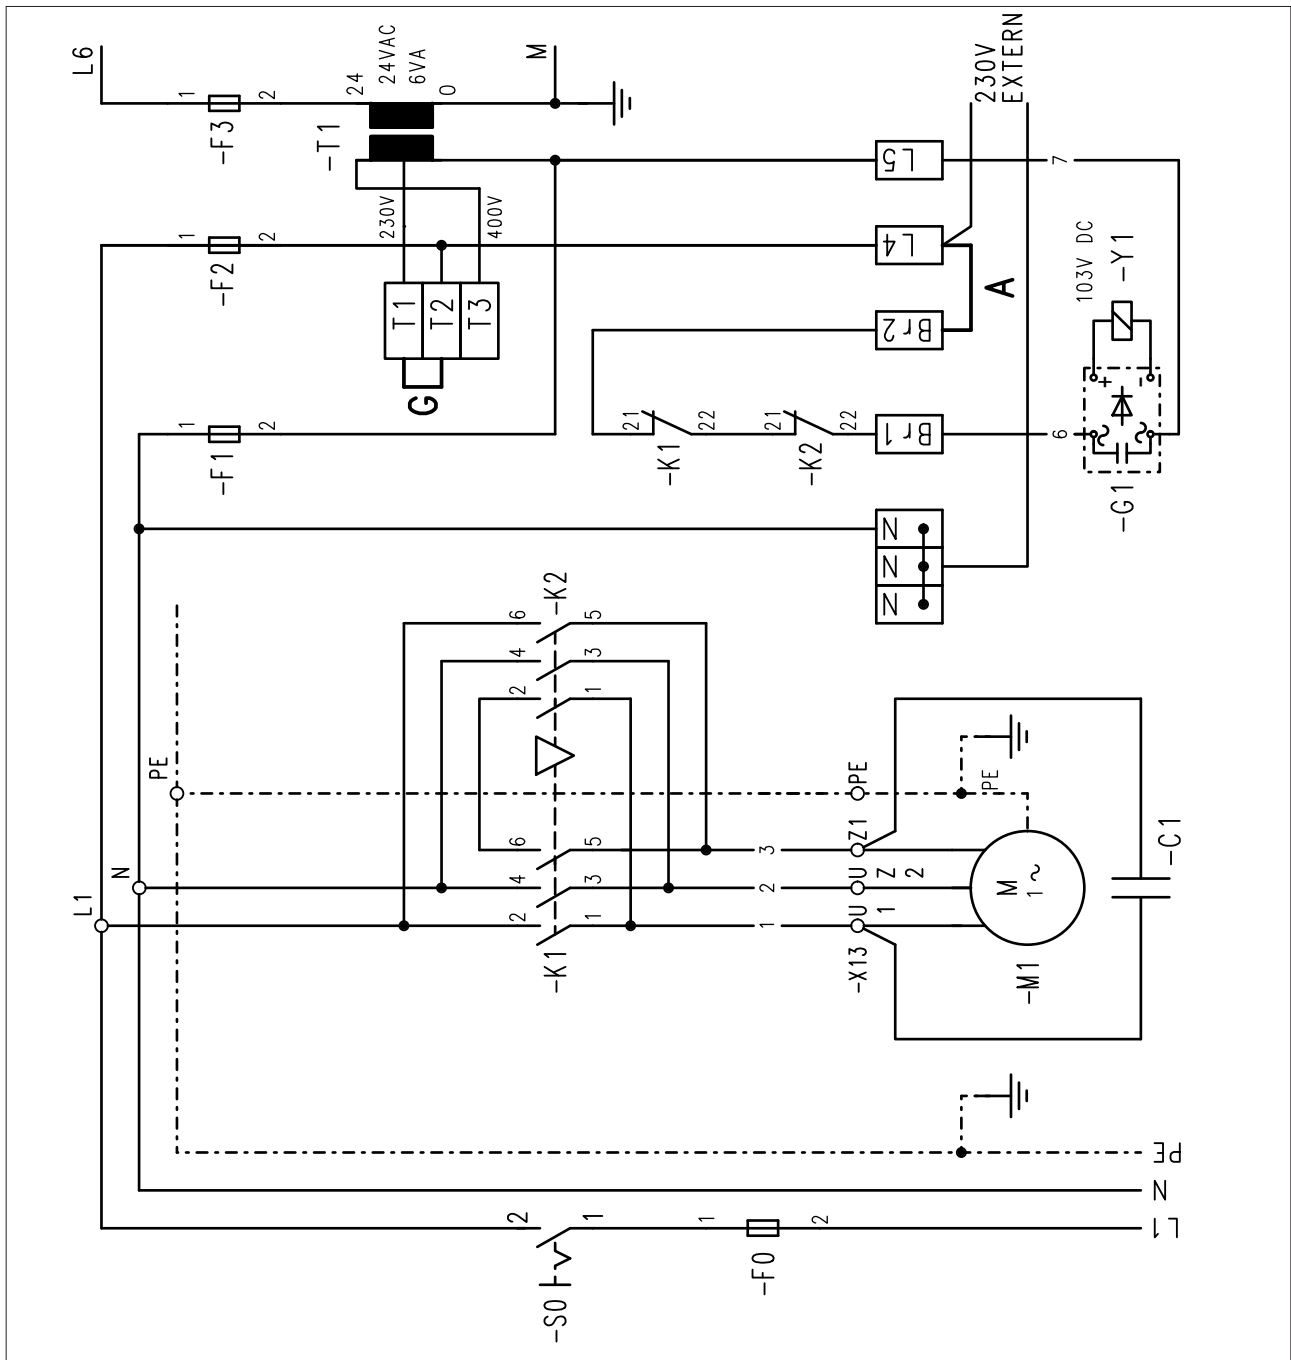 L1
N
PE
-F0
1
2
-S0
1
2
L1
N
PE
-K1
1
2
3
4
5
6
-K2
1
2
3
4
5
6
1
2
3
-X13
U
1
U
Z
2
Z1
PE
PE
M
1~
-M1
-C1
-F1
1
2
-F2
1
2
-F3
1
2
L6
-T1
24
24VAC
6VA
0
M
230V
400V
T1
T2
T3
G
-K1
21
22
-K2
21
22
N
N
N
Br1
Br2
L4
L5
A
230V
EXTERN
6
7
-G1
+
-
103V DC
-Y1